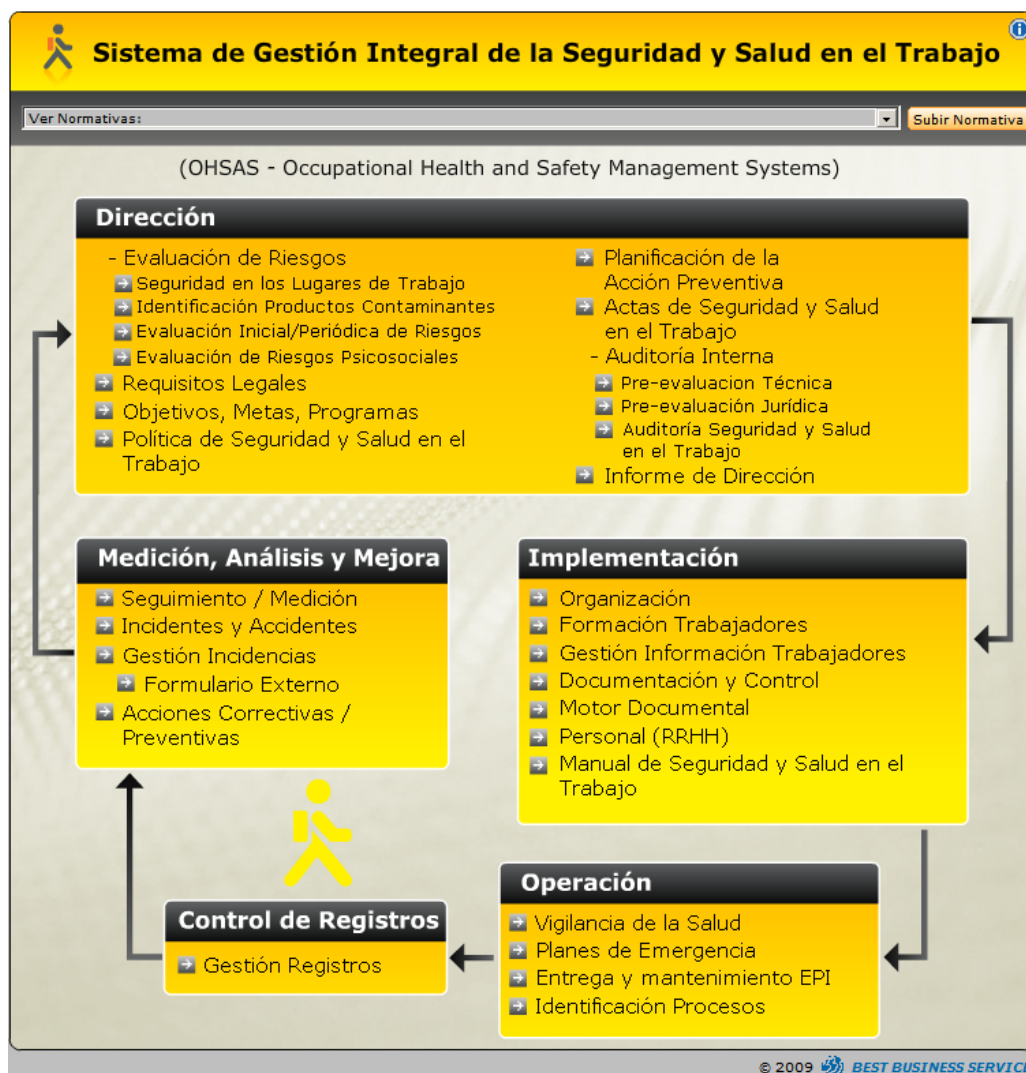 Sistema de Gestión Integral de la Seguridad y Salud en el Trabajo
Ver Normativas:
Subir Normativa
(OHSAS - Occupational Health and Safety Management Systems)
Dirección
- Evaluación de Riesgos
Seguridad en los Lugares de Trabajo
Identificación Productos Contaminantes
Evaluación Inicial/Periódica de Riesgos
Evaluación de Riesgos Psicosociales
Requisitos Legales
Objetivos, Metas, Programas
Política de Seguridad y Salud en el
Trabajo
Planificación de la
Acción Preventiva
Actas de Seguridad y Salud
en el Trabajo
- Auditoría Interna
Pre-evaluacion Técnica
Pre-evaluación Jurídica
Auditoría Seguridad y Salud
en el Trabajo
Informe de Dirección
Medición, Análisis y Mejora
Seguimiento / Medición
Incidentes y Accidentes
Gestión Incidencias
Formulario Externo
Acciones Correctivas /
Preventivas
Implementación
Organización
Formación Trabajadores
Gestión Información Trabajadores
Documentación y Control
Motor Documental
Personal (RRHH)
Manual de Seguridad y Salud en el
Trabajo
Operación
Vigilancia de la Salud
Planes de Emergencia
Entrega y mantenimiento EPI
Identificación Procesos
Control de Registros
Gestión Registros
© 2009 BEST BUSINESS SERVICE